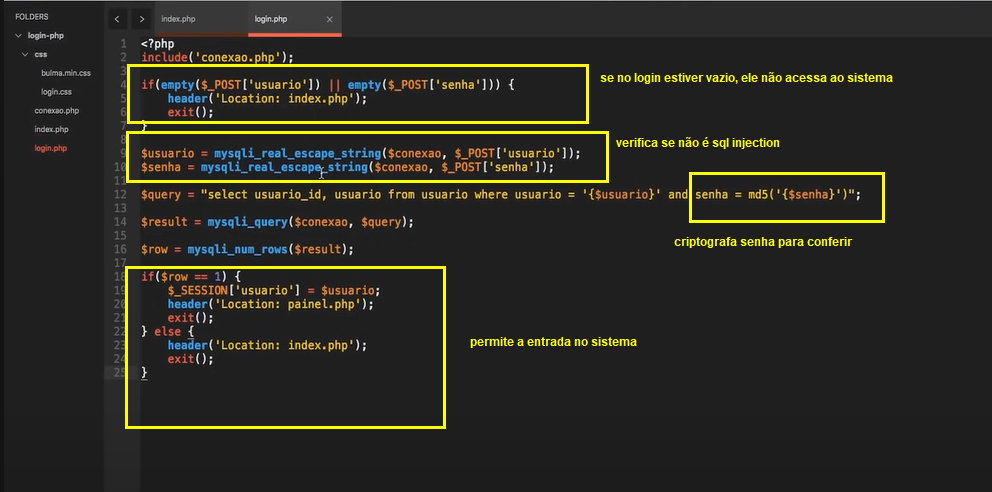 FOLDERS
login-php
css
bulma.min.css
login.css
conexao.php
index.php
login.php
index.php
login.php
1 <?php
2 include('conexao.php');
3
4 if(empty($_POST['usuario']) || empty($_POST['senha'])) {
5 header('Location: index.php');
6 exit();
7 }
8
9 $usuario = mysqli_real_escape_string($conexao, $_POST['usuario']);
10 $senha = mysqli_real_escape_string($conexao, $_POST['senha']);
11
12 $query = "select usuario_id, usuario from usuario where usuario = '{$usuario}' and senha = md5('{$senha}')";
13
14 $result = mysqli_query($conexao, $query);
15
16 $row = mysqli_num_rows($result);
17
18 if($row == 1) {
19 $_SESSION['usuario'] = $usuario;
20 header('Location: painel.php');
21 exit();
22 } else {
23 header('Location: index.php');
24 exit();
25 }
se no login estiver vazio, ele não acessa ao sistema
verifica se não é sql injection
criptografa senha para conferir
permite a entrada no sistema